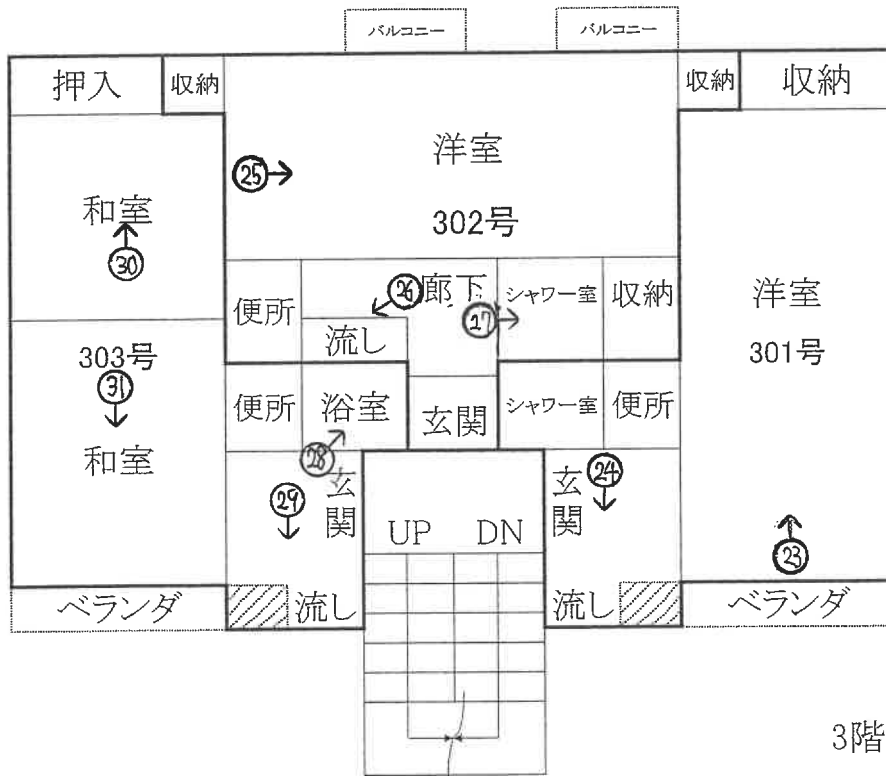 バルコニー バルコニー
押入 収納 収納 収納
洋室
302号
㉕→
和室
㉚
便所 ㉖ 廊下 シャワー室 収納
㉗→
流し
洋室
301号
303号
㉛
和室
便所 浴室 玄関 シャワー室 便所
㉘ ㉔
㉙ 玄関 玄関
UP DN
㉓
ベランダ 流し 流し ベランダ
3階